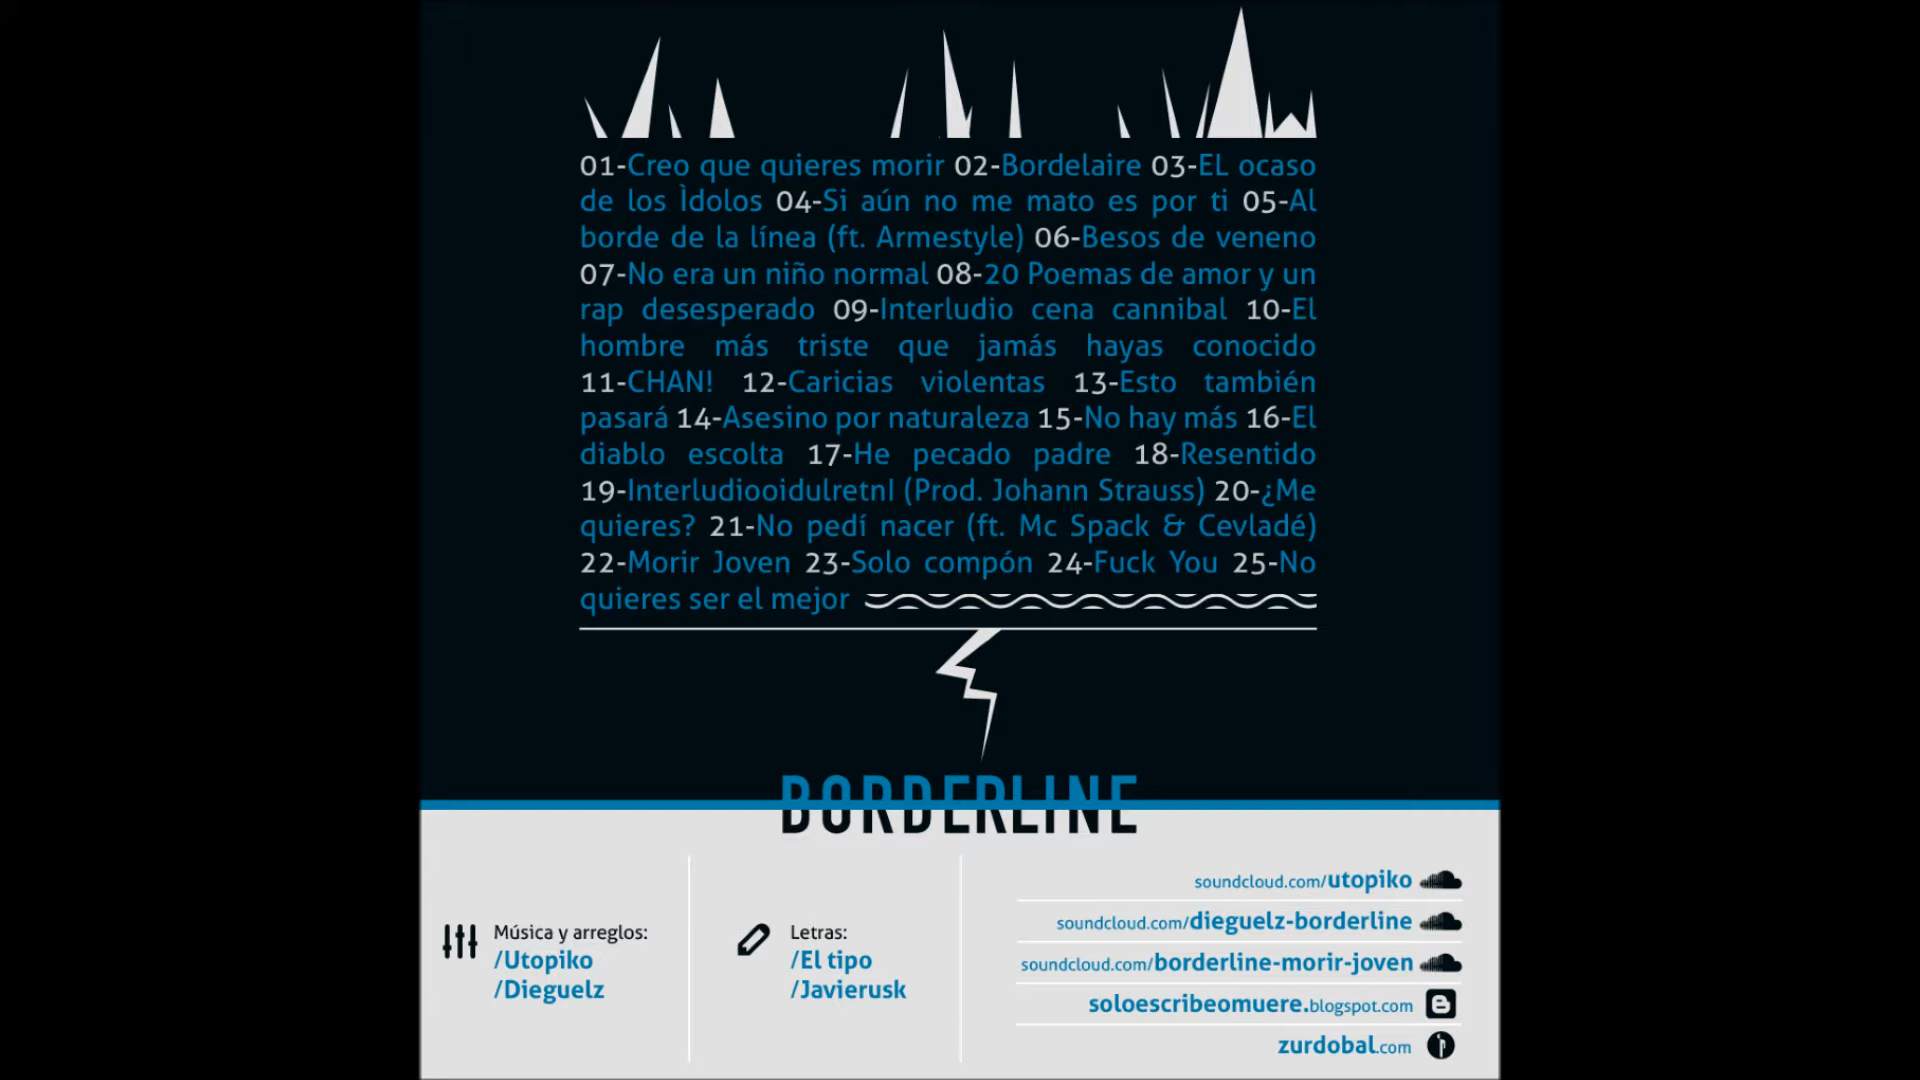 01-Creo que quieres morir 02-Bordelaire 03-EL ocaso
de los Ìdolos 04-Si aún no me mato es por ti 05-Al
borde de la línea (ft. Armestyle) 06-Besos de veneno
07-No era un niño normal 08-20 Poemas de amor y un
rap desesperado 09-Interludio cena cannibal 10-El
hombre más triste que jamás hayas conocido
11-CHAN! 12-Caricias violentas 13-Esto también
pasará 14-Asesino por naturaleza 15-No hay más 16-El
diablo escolta 17-He pecado padre 18-Resentido
19-InterludiooidulretnI (Prod. Johann Strauss) 20-¿Me
quieres? 21-No pedí nacer (ft. Mc Spack & Cevladé)
22-Morir Joven 23-Solo compón 24-Fuck You 25-No
quieres ser el mejor
BORDERLINE
Música y arreglos:
/Utopiko
/Dieguelz
Letras:
/El tipo
/Javierusk
soundcloud.com/utopiko
soundcloud.com/dieguelz-borderline
soundcloud.com/borderline-morir-joven
soloescribeomuere.blogspot.com
zurdobal.com